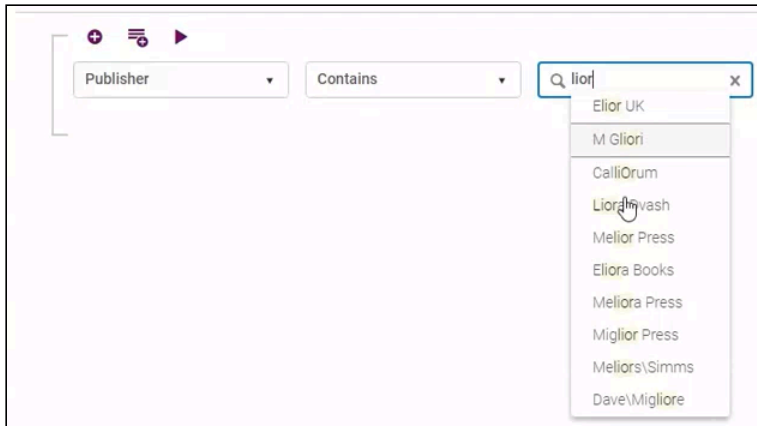 Publisher
Contains
lior
Elior UK
M Gliori
CalliOrum
Liora Dvash
Melior Press
Eliora Books
Meliora Press
Miglior Press
Meliors\Simms
Dave\Migliore